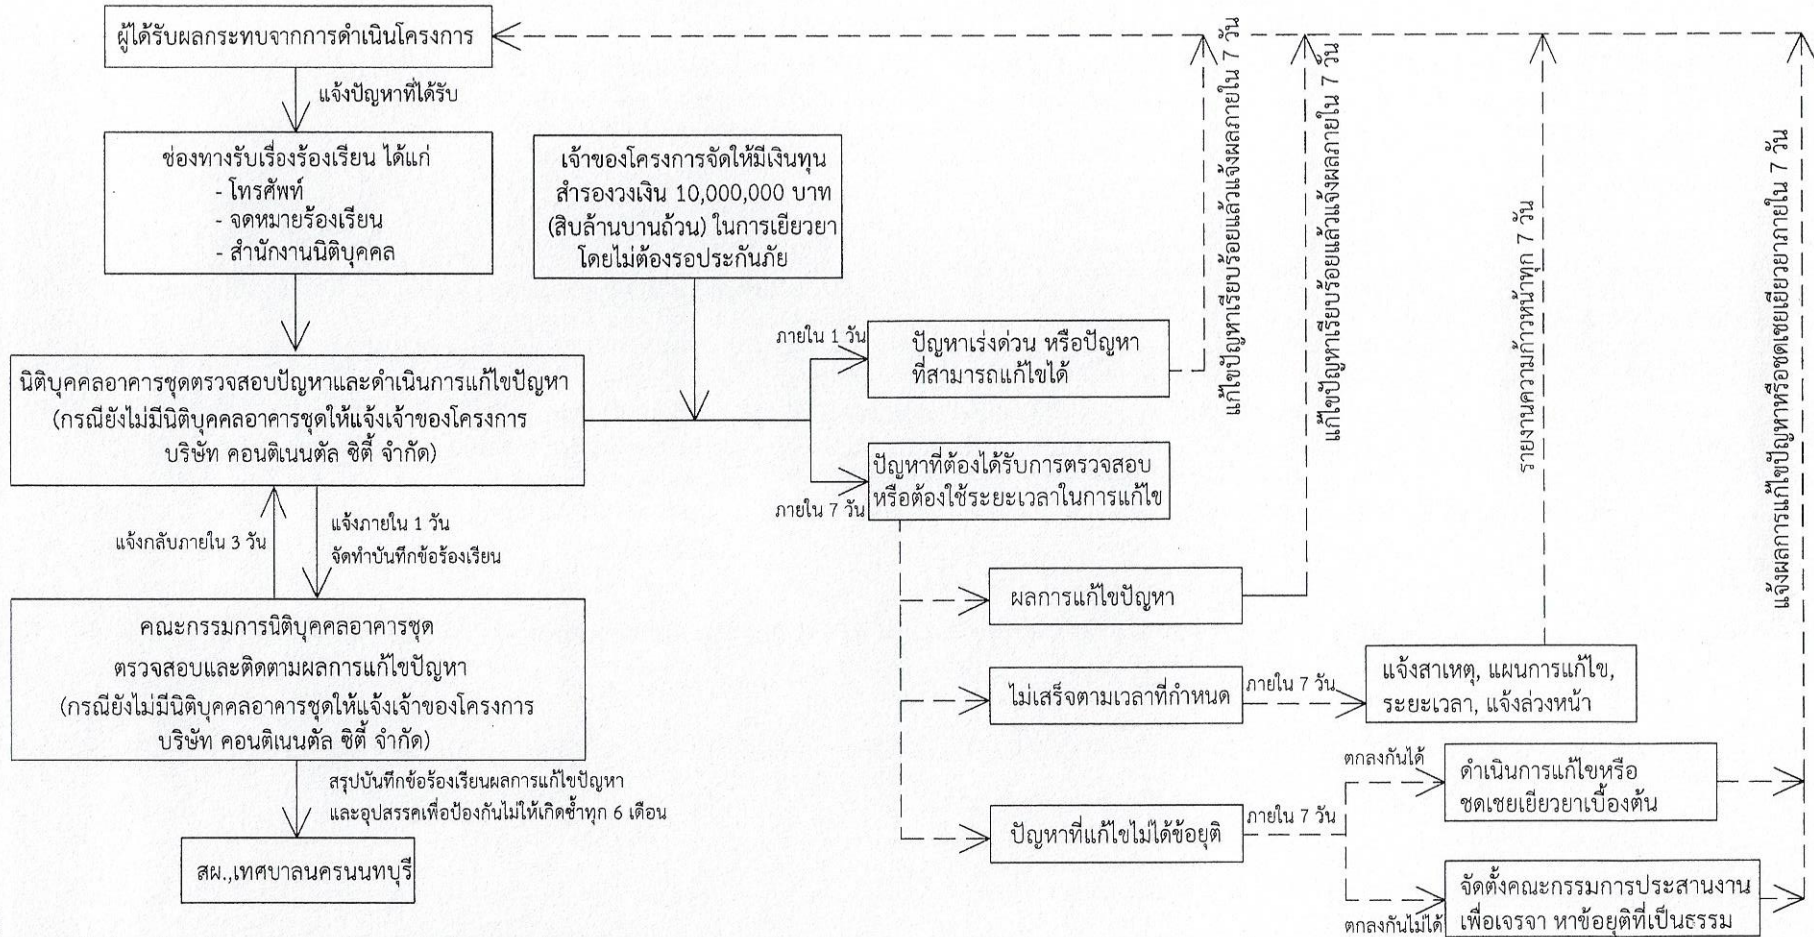 ผู้ได้รับผลกระทบจากการดำเนินโครงการ
แจ้งปัญหาที่ได้รับ
ช่องทางรับเรื่องร้องเรียน ได้แก่
- โทรศัพท์
- จดหมายร้องเรียน
- สำนักงานนิติบุคคล
เจ้าของโครงการจัดให้มีเงินทุน
สำรองวงเงิน 10,000,000 บาท
(สิบล้านบานถ้วน) ในการเยียวยา
โดยไม่ต้องรอประกันภัย
นิติบุคคลอาคารชุดตรวจสอบปัญหาและดำเนินการแก้ไขปัญหา
(กรณียังไม่มีนิติบุคคลอาคารชุดให้แจ้งเจ้าของโครงการ
บริษัท คอนติเนนตัล ซิตี้ จำกัด)
แจ้งกลับภายใน 3 วัน
แจ้งภายใน 1 วัน
จัดทำบันทึกข้อร้องเรียน
คณะกรรมการนิติบุคคลอาคารชุด
ตรวจสอบและติดตามผลการแก้ไขปัญหา
(กรณียังไม่มีนิติบุคคลอาคารชุดให้แจ้งเจ้าของโครงการ
บริษัท คอนติเนนตัล ซิตี้ จำกัด)
สรุปบันทึกข้อร้องเรียนผลการแก้ไขปัญหา
และอุปสรรคเพื่อป้องกันไม่ให้เกิดซ้ำทุก 6 เดือน
สผ.,เทศบาลนครนนทบุรี
ภายใน 1 วัน
ปัญหาเร่งด่วน หรือปัญหา
ที่สามารถแก้ไขได้
ภายใน 7 วัน
ปัญหาที่ต้องได้รับการตรวจสอบ
หรือต้องใช้ระยะเวลาในการแก้ไข
ผลการแก้ไขปัญหา
ไม่เสร็จตามเวลาที่กำหนด
ภายใน 7 วัน
แจ้งสาเหตุ, แผนการแก้ไข,
ระยะเวลา, แจ้งล่วงหน้า
ปัญหาที่แก้ไขไม่ได้ข้อยุติ
ภายใน 7 วัน
ตกลงกันได้
ดำเนินการแก้ไขหรือ
ชดเชยเยียวยาเบื้องต้น
ตกลงกันไม่ได้
จัดตั้งคณะกรรมการประสานงาน
เพื่อเจรจา หาข้อยุติที่เป็นธรรม
แก้ไขปัญหาเรียบร้อยแล้วแจ้งผลภายใน 7 วัน
แก้ไขปัญหาเรียบร้อยแล้วแจ้งผลภายใน 7 วัน
รายงานความก้าวหน้าทุก 7 วัน
แจ้งผลการแก้ไขปัญหาหรือชดเชยเยียวยาภายใน 7 วัน